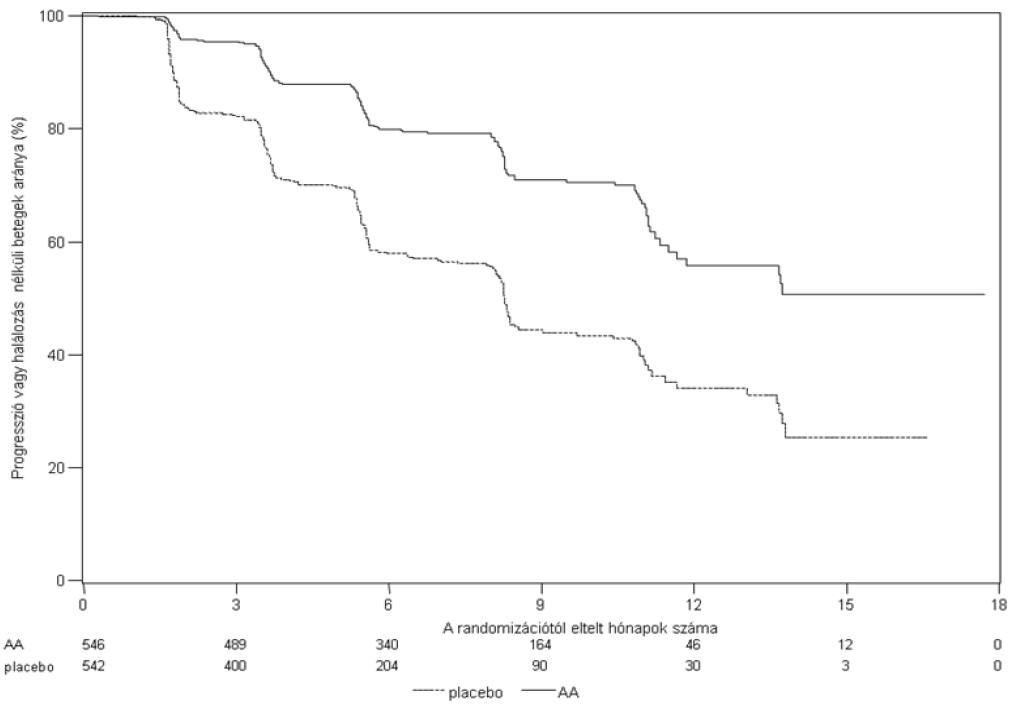 Progresszió vagy halálozás nélküli betegek aránya (%)
100
80
60
40
20
0
0 3 6 9 12 15 18
A randomizációtól eltelt hónapok száma
AA 546 489 340 164 46 12 0
placebo 542 400 204 90 30 3 0
placebo AA